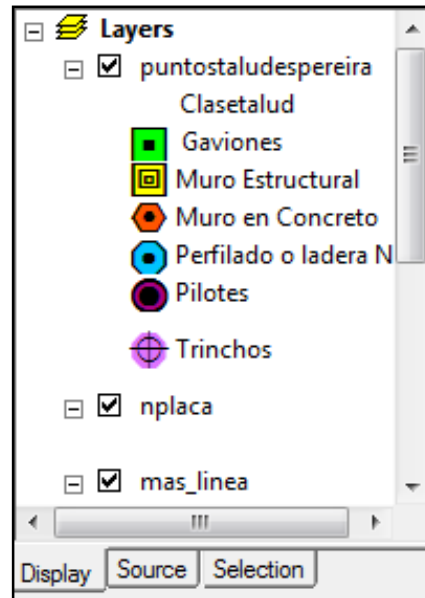 Layers
puntostaludespereira
Clasetalud
Gaviones
Muro Estructural
Muro en Concreto
Perfilado o ladera N
Pilotes
Trinchos
nplaca
mas_linea
Display Source Selection